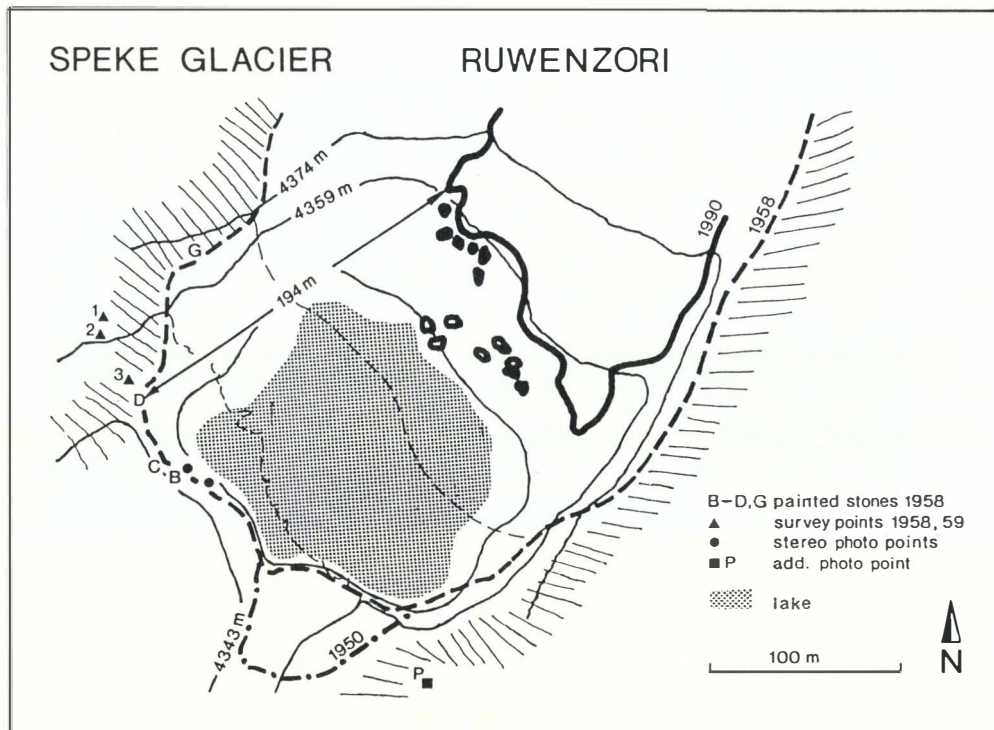 SPEKE GLACIER RUWENZORI
4374 m
4359 m
1990
1958
G
194 m
1
2
3
D
C
B
B–D,G painted stones 1958
survey points 1958, 59
stereo photo points
P add. photo point
lake
4343 m
1950
P
100 m
N